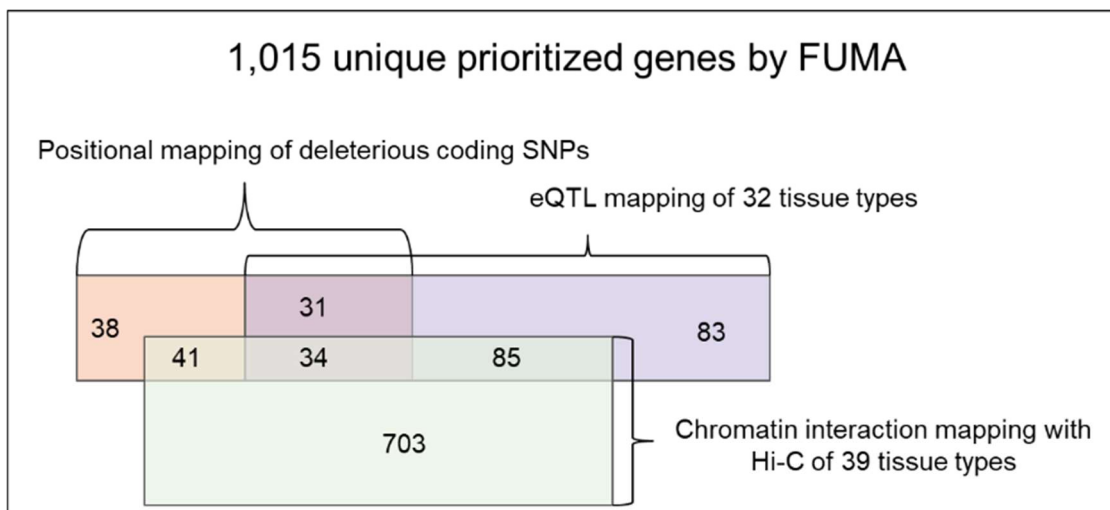 1,015 unique prioritized genes by FUMA
Positional mapping of deleterious coding SNPs
eQTL mapping of 32 tissue types
38
31
83
41
34
85
703
Chromatin interaction mapping with
Hi-C of 39 tissue types